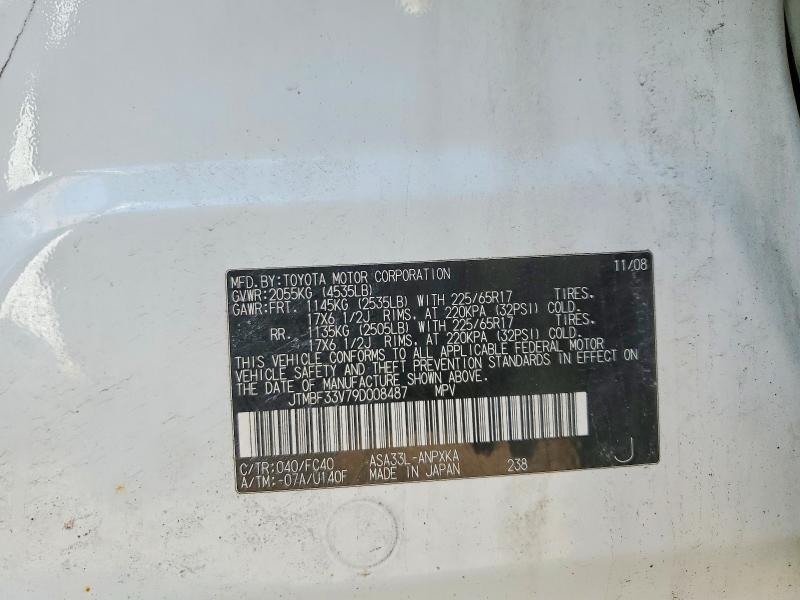 MFD.BY:TOYOTA MOTOR CORPORATION 11/08
GVWR:2055KG (4535LB)
GAWR:FRT. 1145KG (2535LB) WITH 225/65R17 TIRES.
17X6 1/2J RIMS. AT 220KPA (32PSI) COLD.
RR. 1135KG (2505LB) WITH 225/65R17 TIRES.
17X6 1/2J RIMS. AT 220KPA (32PSI) COLD.
THIS VEHICLE CONFORMS TO ALL APPLICABLE FEDERAL MOTOR
VEHICLE SAFETY AND THEFT PREVENTION STANDARDS IN EFFECT ON
THE DATE OF MANUFACTURE SHOWN ABOVE.
JTMBF33V79D008487 MPV
C/TR:040/FC40 ASA33L-ANPXKA
A/TM:-07A/U140F MADE IN JAPAN 238 J